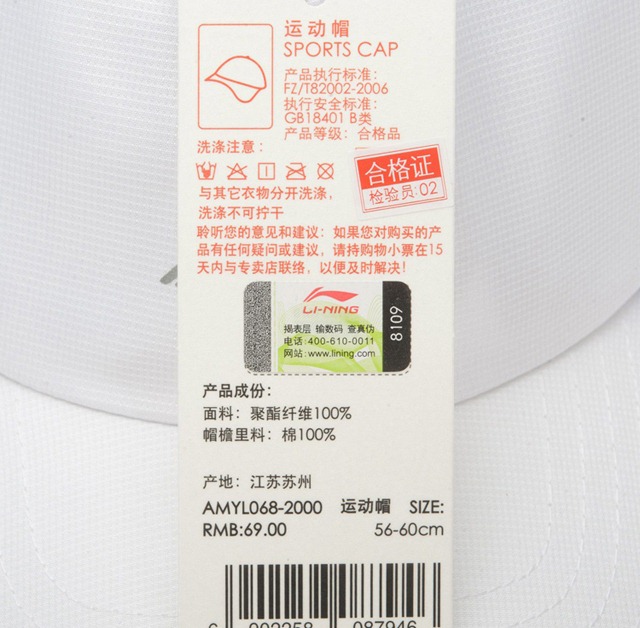 运动帽
SPORTS CAP
产品执行标准:
FZ/T82002-2006
执行安全标准:
GB18401 B类
产品等级: 合格品
洗涤注意:
合格证
检验员:02
与其它衣物分开洗涤,
洗涤不可拧干
聆听您的意见和建议: 如果您对购买的产
品有任何疑问或建议, 请持购物小票在15
天内与专卖店联络, 以便及时解决!
LI-NING
揭表层 输数码 查真伪
电话:400-610-0011
网站:www.lining.com
8109
产品成份:
面料: 聚酯纤维100%
帽檐里料: 棉100%
产地: 江苏苏州
AMYL068-2000 运动帽 SIZE:
RMB:69.00 56-60cm
6 902258 087946